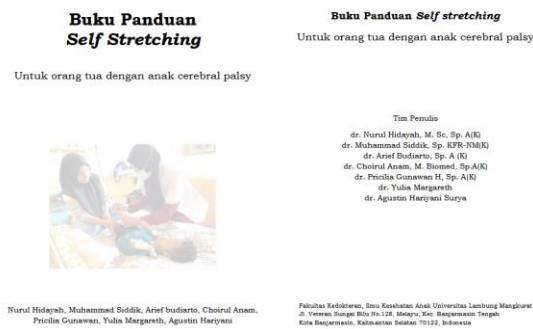 Buku Panduan
Self Stretching
Untuk orang tua dengan anak cerebral palsy
Nurul Hidayah, Muhammad Siddik, Arief budiarto, Choirul Anam,
Pricilia Gunawan, Yulia Margareth, Agustin Hariyani
Buku Panduan Self stretching
Untuk orang tua dengan anak cerebral palsy
Tim Penulis
dr. Nurul Hidayah, M. Sc, Sp. A(K)
dr. Muhammad Siddik, Sp. KFR-NM(K)
dr. Arief Budiarto, Sp. A (K)
dr. Choirul Anam, M. Biomed, Sp.A(K)
dr. Pricilia Gunawan H, Sp. A(K)
dr. Yulia Margareth
dr. Agustin Hariyani Surya
Fakultas Kedokteran, Ilmu Kesehatan Anak Universitas Lambung Mangkurat
Jl. Veteran Sungai Bilu No.128, Melayu, Kec. Banjarmasin Tengah
Kota Banjarmasin, Kalimantan Selatan 70122, Indonesia